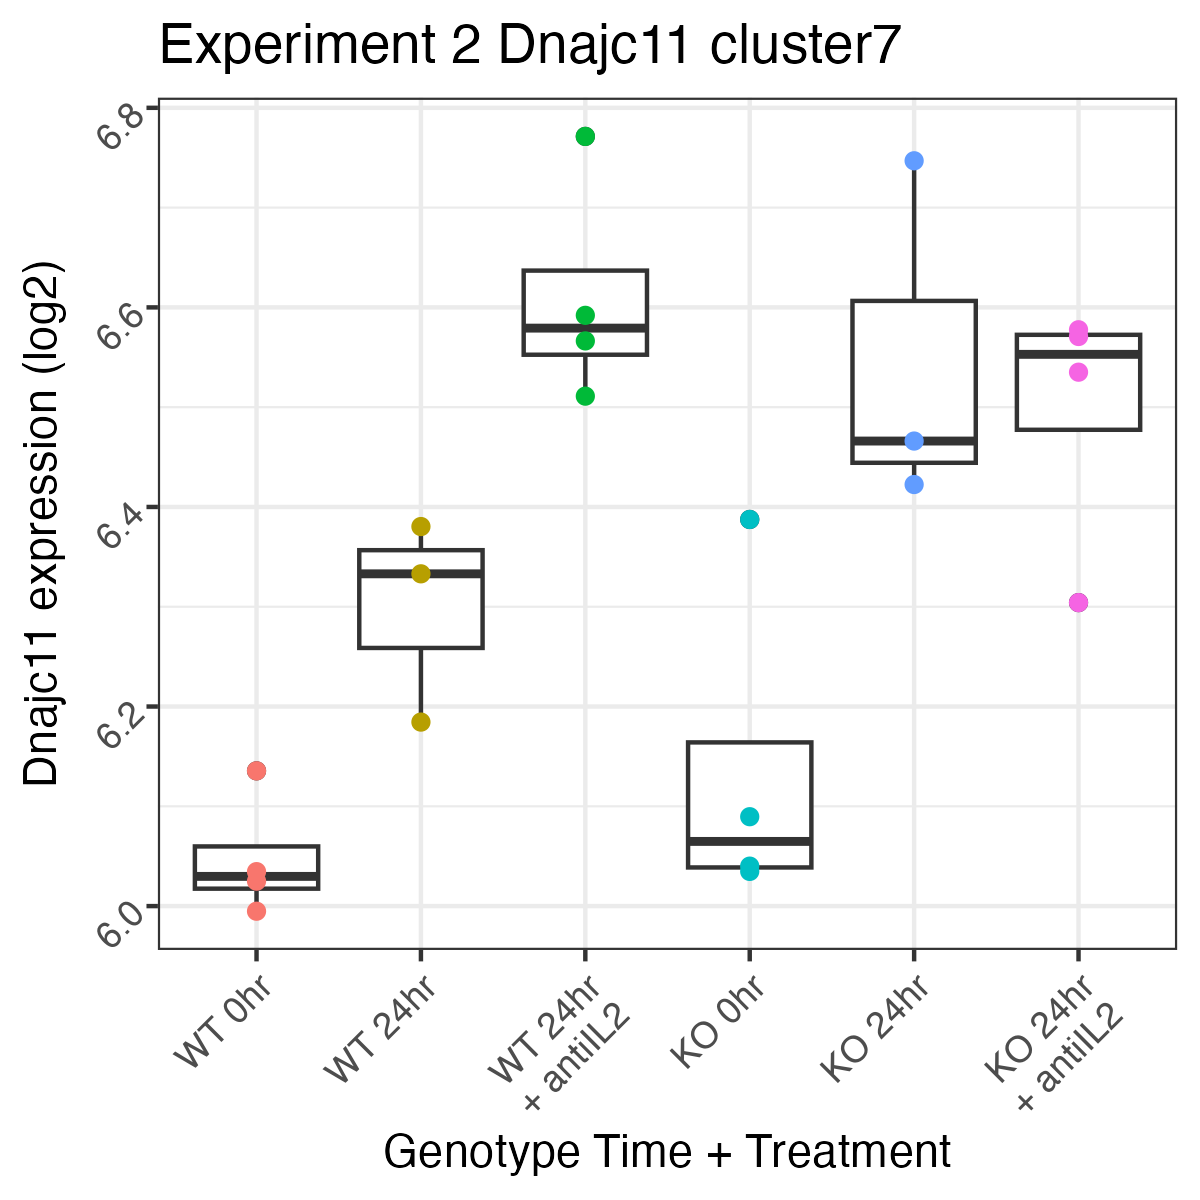 Experiment 2 Dnajc11 cluster7
Dnajc11 expression (log2)
6.8
6.6
6.4
6.2
6.0
WT 0hr
WT 24hr
WT 24hr
+ antiIL2
KO 0hr
KO 24hr
KO 24hr
+ antiIL2
Genotype Time + Treatment